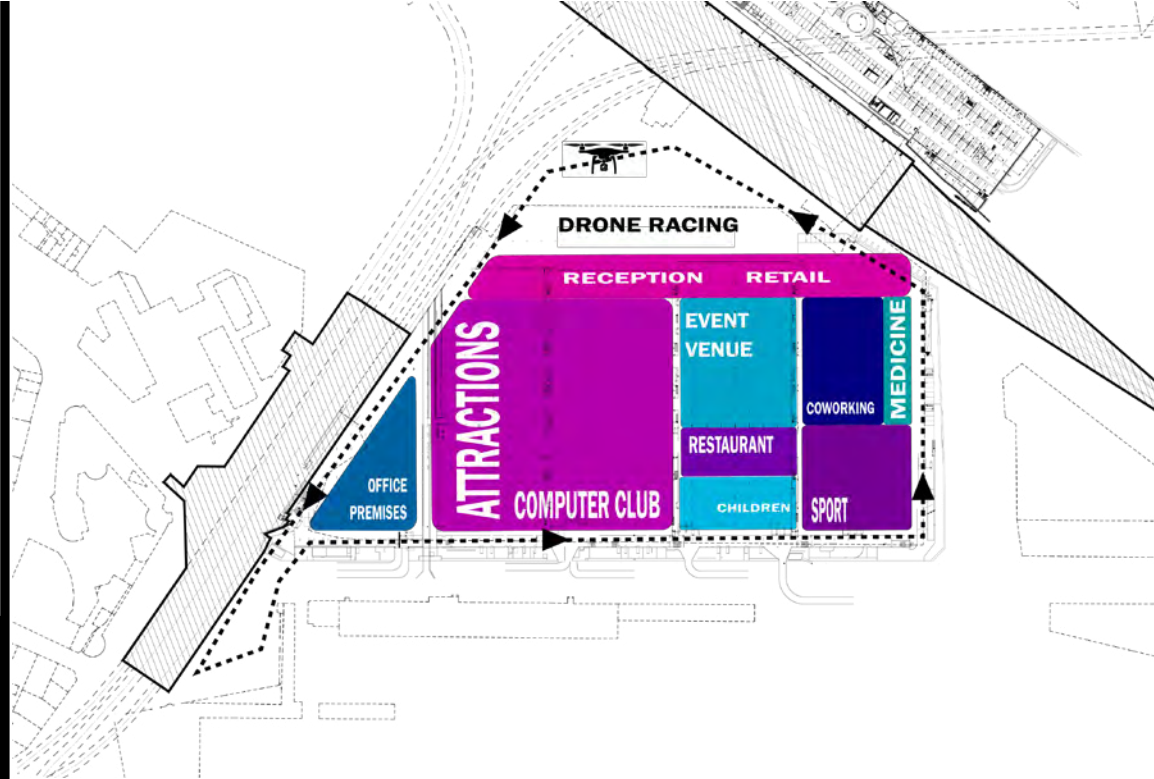 DRONE RACING
RECEPTION RETAIL
ATTRACTIONS
COMPUTER CLUB
EVENT
VENUE
RESTAURANT
CHILDREN
COWORKING
MEDICINE
SPORT
OFFICE
PREMISES